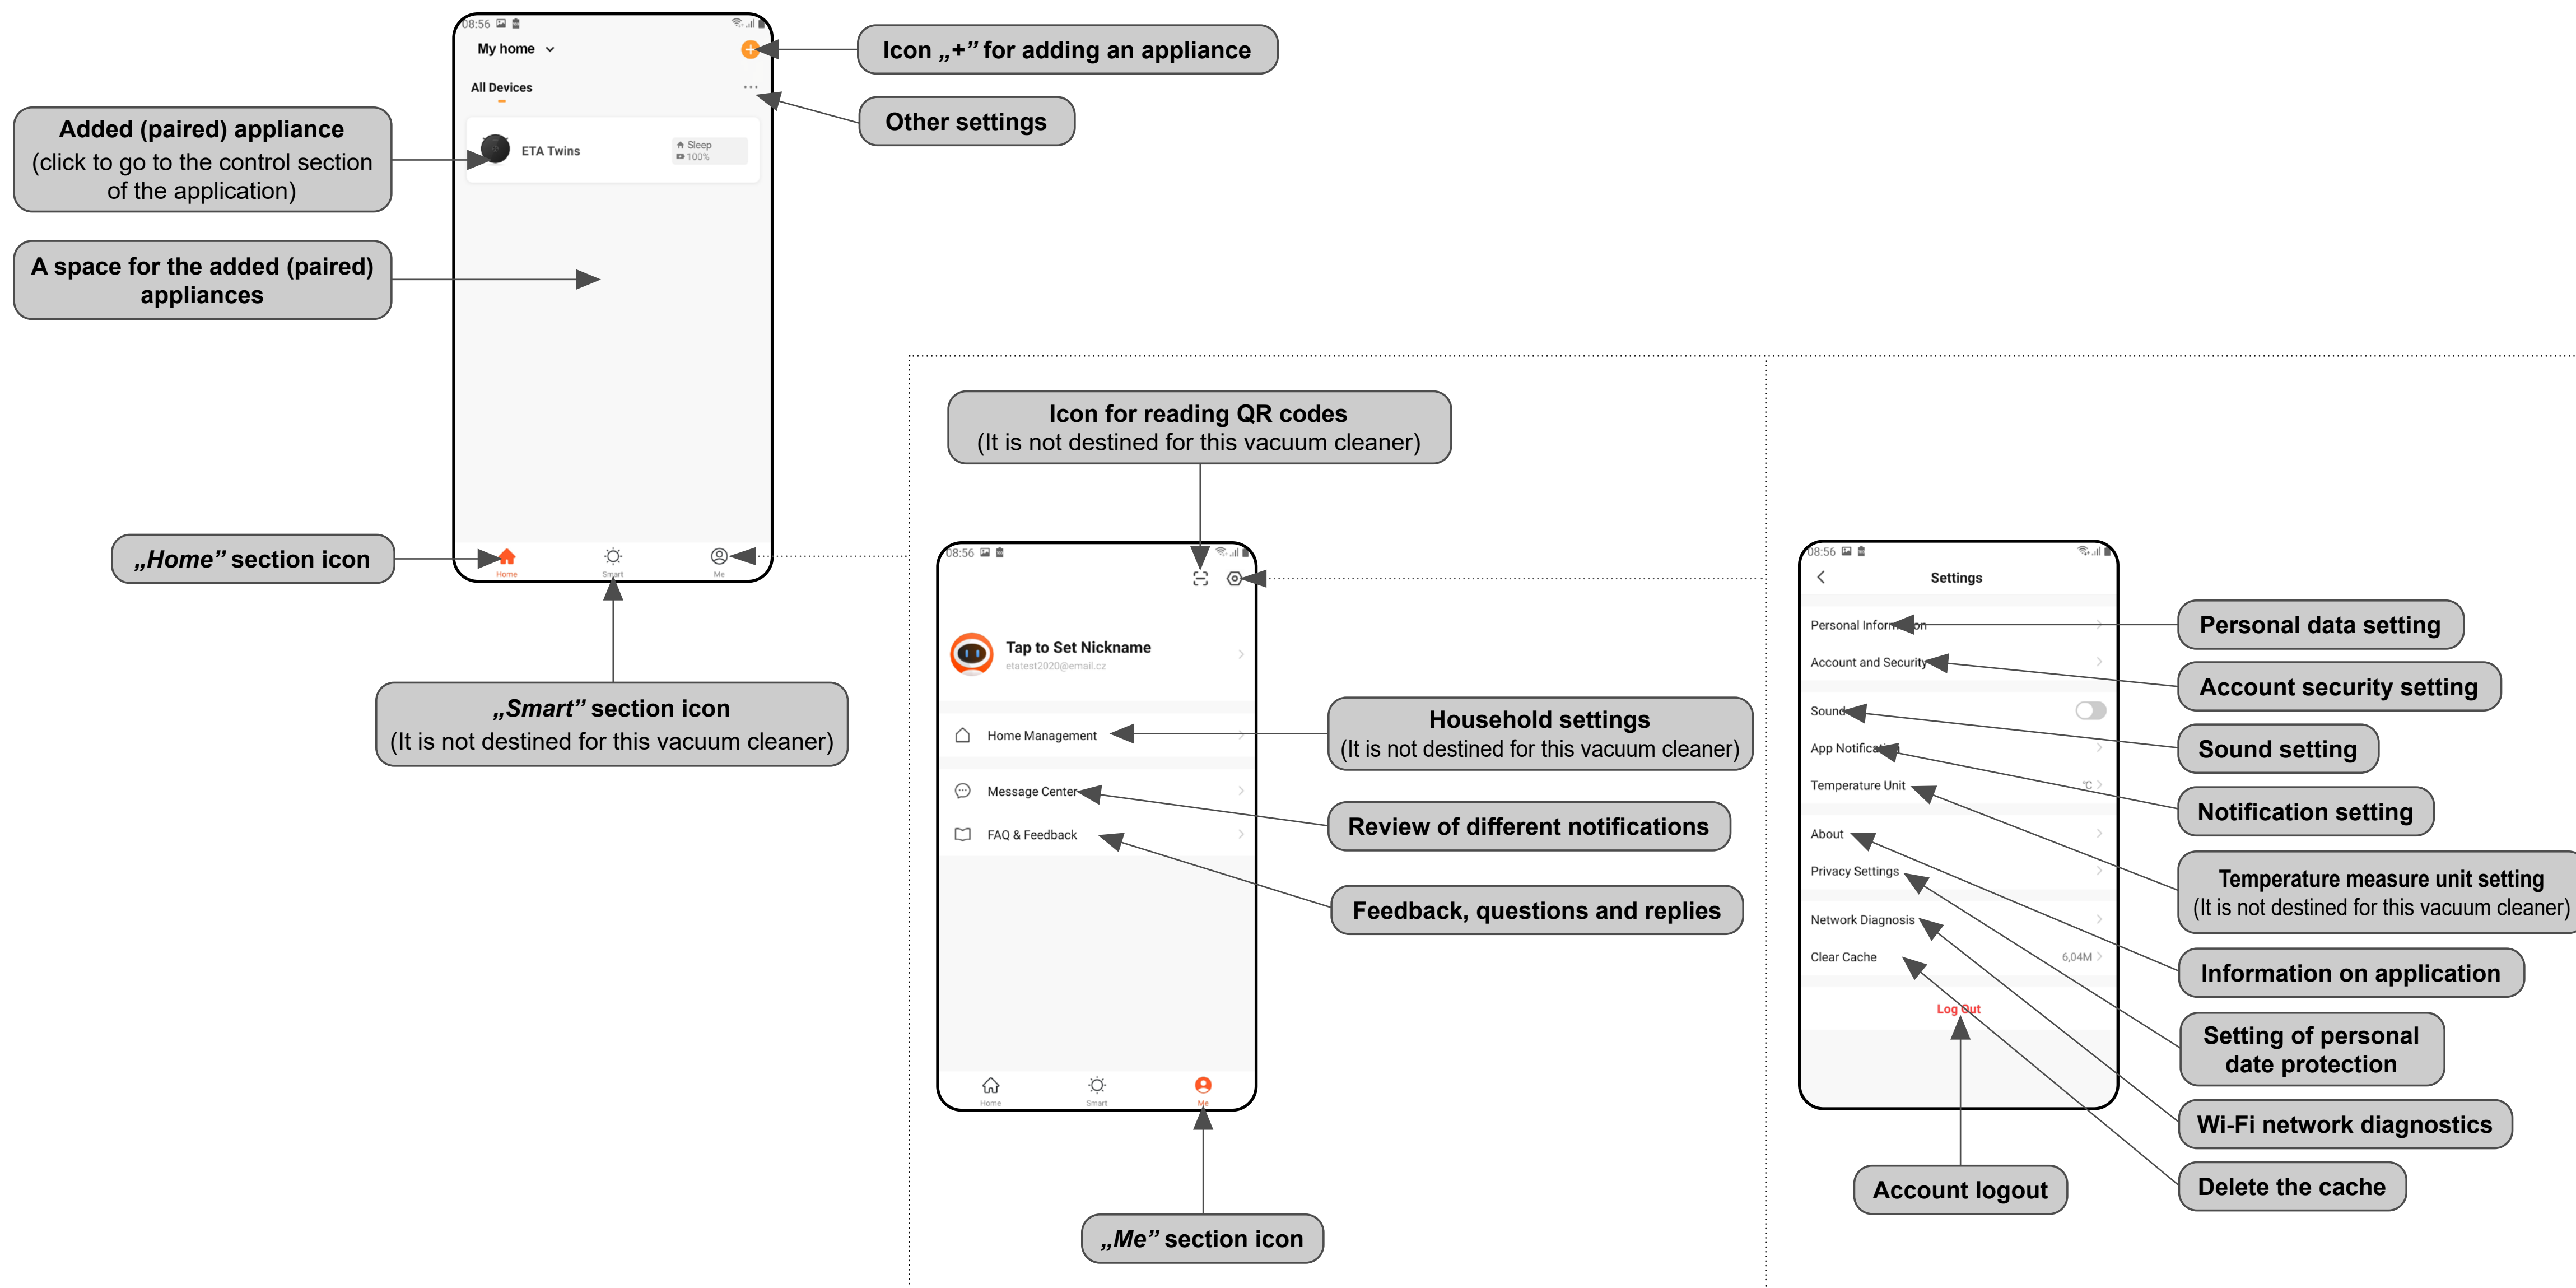 08:56
My home
Icon „+” for adding an appliance
All Devices
Other settings
Added (paired) appliance
(click to go to the control section
of the application)
ETA Twins
Sleep
100%
A space for the added (paired)
appliances
„Home” section icon
Home
Smart
Me
„Smart” section icon
(It is not destined for this vacuum cleaner)
Icon for reading QR codes
(It is not destined for this vacuum cleaner)
08:56
Tap to Set Nickname
etatest2020@email.cz
Home Management
Message Center
FAQ & Feedback
Household settings
(It is not destined for this vacuum cleaner)
Review of different notifications
Feedback, questions and replies
Home
Smart
Me
„Me” section icon
08:56
Settings
Personal Information
Account and Security
Sound
App Notification
Temperature Unit
°C
About
Privacy Settings
Network Diagnosis
Clear Cache
6,04M
Log Out
Personal data setting
Account security setting
Sound setting
Notification setting
Temperature measure unit setting
(It is not destined for this vacuum cleaner)
Information on application
Setting of personal
date protection
Wi-Fi network diagnostics
Delete the cache
Account logout